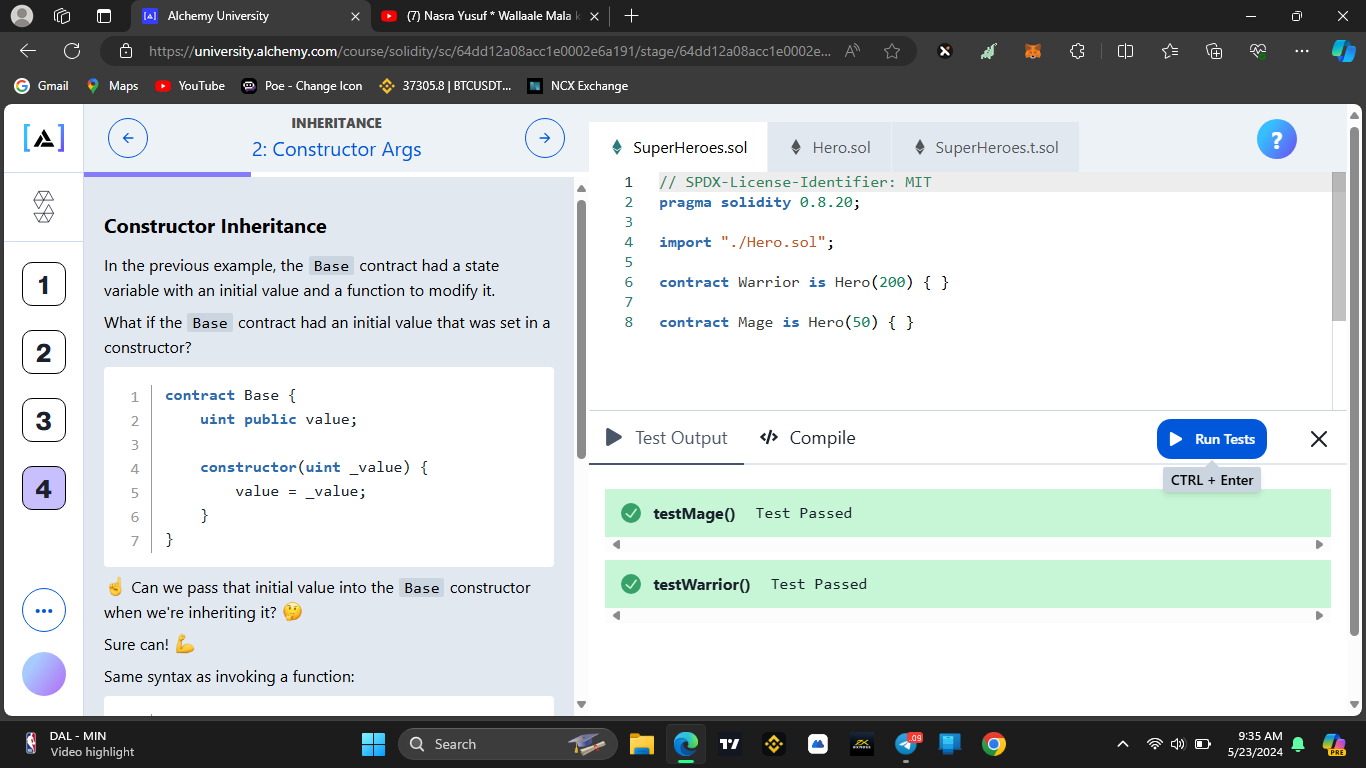 Alchemy University
(7) Nasra Yusuf * Wallaale Mala k
https://university.alchemy.com/course/solidity/sc/64dd12a08acc1e0002e6a191/stage/64dd12a08acc1e0002e...
Gmail
Maps
YouTube
Poe - Change Icon
37305.8 | BTCUSDT...
NCX Exchange
[A]
1
2
3
4
INHERITANCE
2: Constructor Args
Constructor Inheritance
In the previous example, the Base contract had a state
variable with an initial value and a function to modify it.
What if the Base contract had an initial value that was set in a
constructor?
1 contract Base {
2 uint public value;
3
4 constructor(uint _value) {
5 value = _value;
6 }
7 }
☝️ Can we pass that initial value into the Base constructor
when we're inheriting it? 🤔
Sure can! 💪
Same syntax as invoking a function:
SuperHeroes.sol
Hero.sol
SuperHeroes.t.sol
?
1 // SPDX-License-Identifier: MIT
2 pragma solidity 0.8.20;
3
4 import "./Hero.sol";
5
6 contract Warrior is Hero(200) { }
7
8 contract Mage is Hero(50) { }
Test Output
Compile
Run Tests
CTRL + Enter
testMage() Test Passed
testWarrior() Test Passed
DAL - MIN
Video highlight
Search
.09
9:35 AM
5/23/2024
PRE